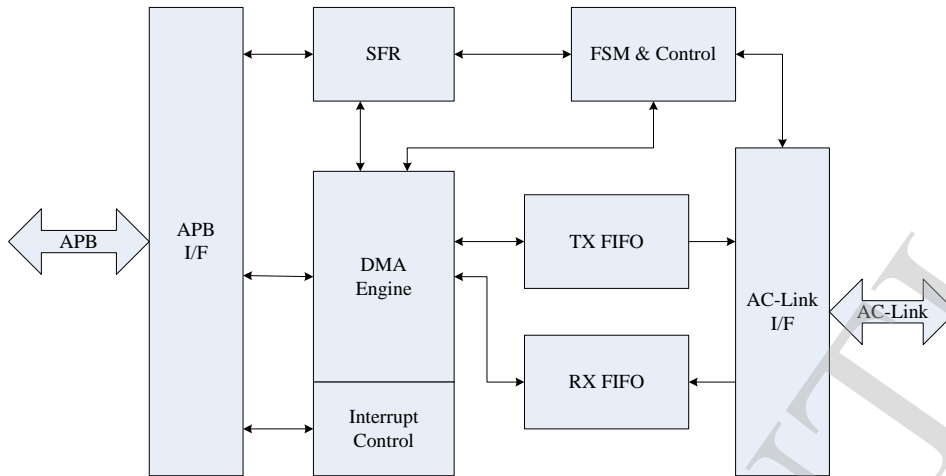 SFR
FSM & Control
APB
APB
I/F
DMA
Engine
TX FIFO
AC-Link
I/F
AC-Link
RX FIFO
Interrupt
Control